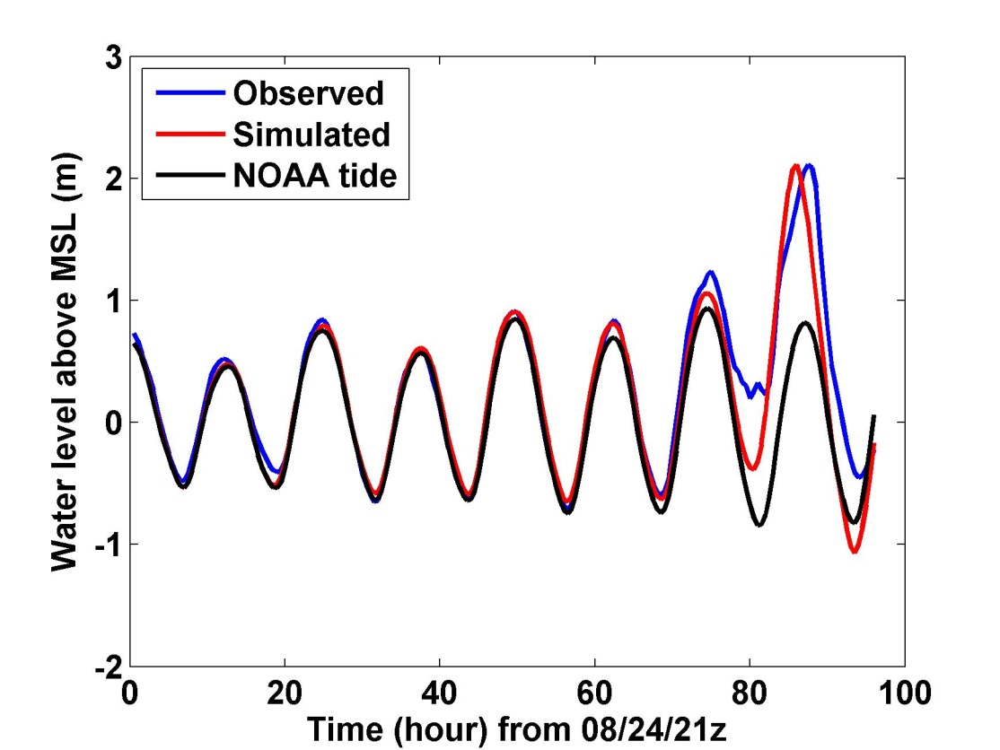 3
2
1
0
-1
-2
Water level above MSL (m)
Observed
Simulated
NOAA tide
0 20 40 60 80 100
Time (hour) from 08/24/21z